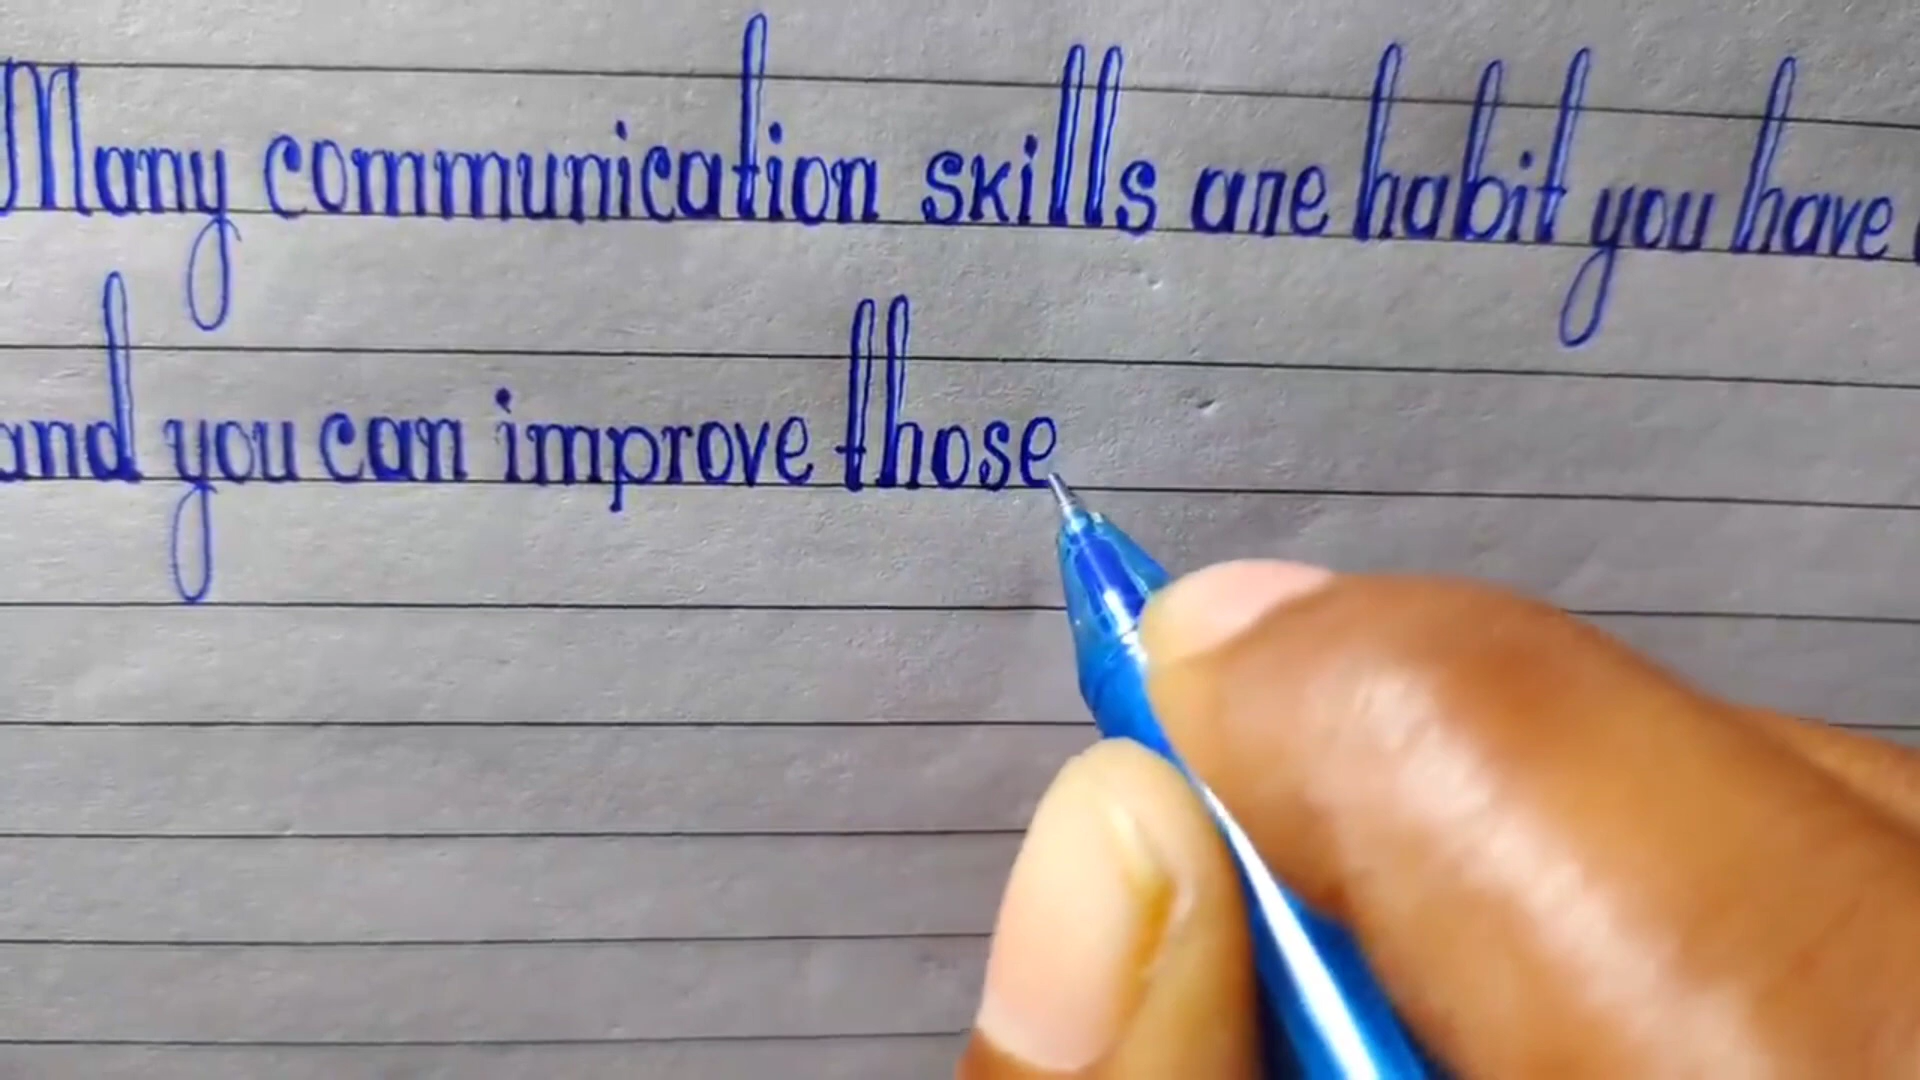 Many communication skills are habit you have
and you can improve those